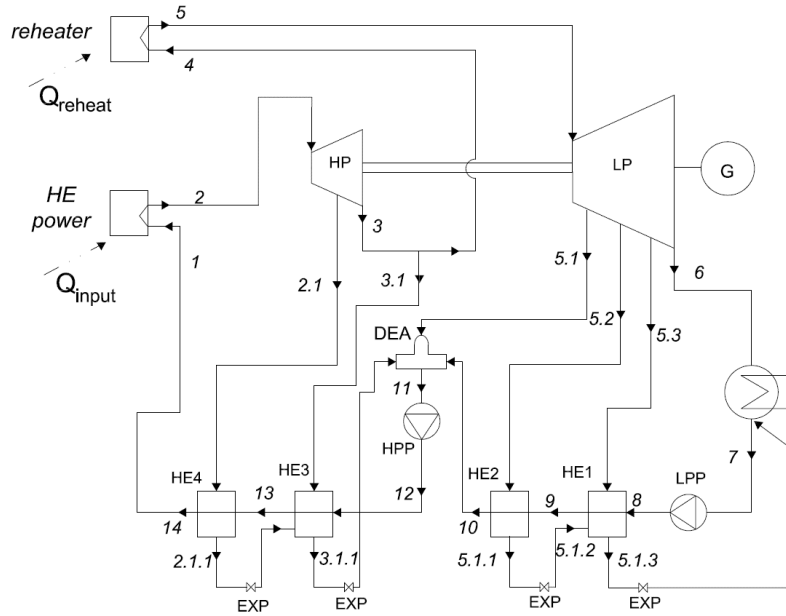 5
reheater
4
Qreheat
HP
LP
G
HE
power
2
1
Qinput
3
3.1
2.1
5.1
5.2
5.3
6
DEA
11
HPP
12
7
LPP
HE4
HE3
HE2
HE1
14
13
10
9
8
2.1.1
3.1.1
5.1.1
5.1.2
5.1.3
EXP
EXP
EXP
EXP